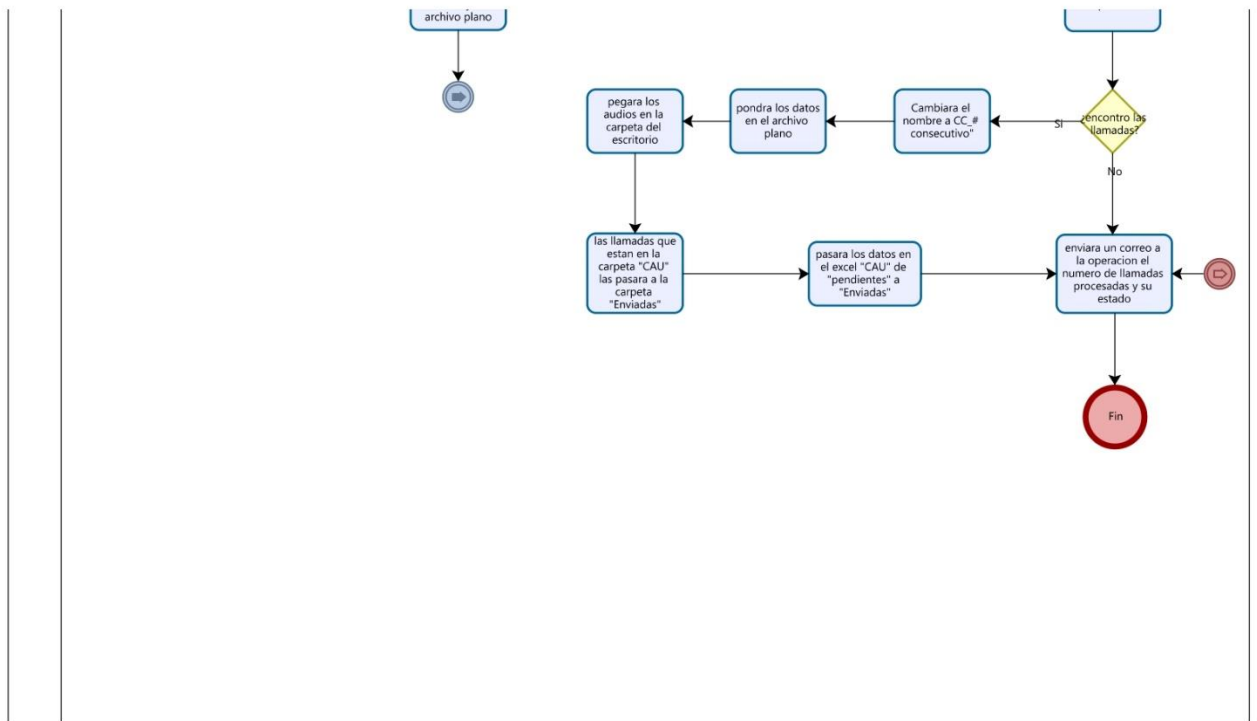 archivo plano
pegara los
audios en la
carpeta del
escritorio
pondra los datos
en el archivo
plano
Cambiara el
nombre a CC_#
consecutivo"
Si
¿encontro las
llamadas?
No
las llamadas que
estan en la
carpeta "CAU"
las pasara a la
carpeta
"Enviadas"
pasara los datos en
el excel "CAU" de
"pendientes" a
"Enviadas"
enviara un correo a
la operacion el
numero de llamadas
procesadas y su
estado
Fin